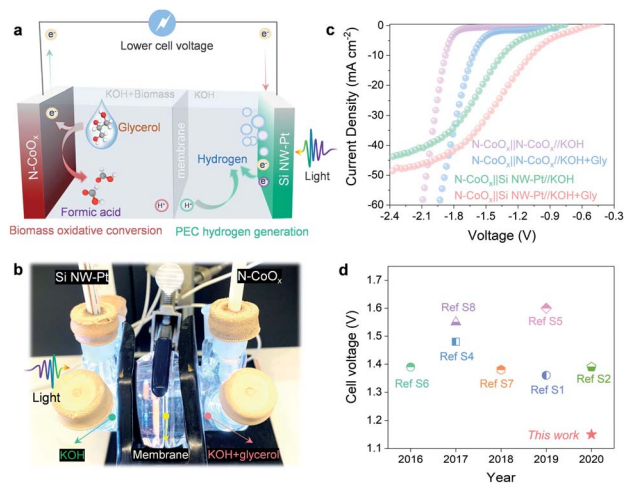 a
e⁻
e⁻
Lower cell voltage
KOH+Biomass
KOH
N-CoOₓ
e⁻
Glycerol
membrane
Hydrogen
e⁻
e⁻
Si NW-Pt
Light
Formic acid
H⁺
H⁺
Biomass oxidative conversion
PEC hydrogen generation
b
Si NW-Pt
N-CoOₓ
Light
KOH
Membrane
KOH+glycerol
c
Current Density (mA cm⁻²)
0
-10
-20
-30
-40
-50
-60
N-CoOₓ||N-CoOₓ//KOH
N-CoOₓ||N-CoOₓ//KOH+Gly
N-CoOₓ||Si NW-Pt//KOH
N-CoOₓ||Si NW-Pt//KOH+Gly
-2.4
-2.1
-1.8
-1.5
-1.2
-0.9
-0.6
-0.3
Voltage (V)
d
Cell voltage (V)
1.7
1.6
1.5
1.4
1.3
1.2
1.1
Ref S8
Ref S5
Ref S4
Ref S6
Ref S7
Ref S1
Ref S2
This work
2016
2017
2018
2019
2020
Year